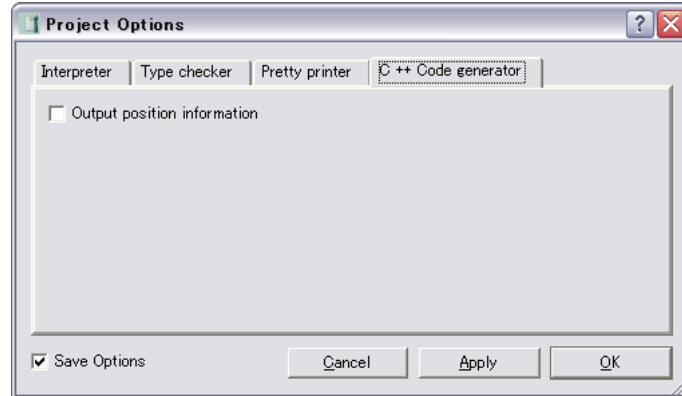 Project Options
Interpreter Type checker Pretty printer C ++ Code generator
Output position information
Save Options Cancel Apply OK